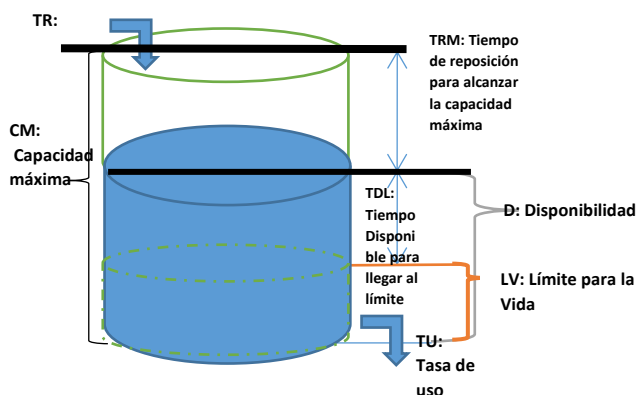 TR:
TRM: Tiempo
de reposición
para alcanzar
la capacidad
máxima
CM:
Capacidad
máxima
TDL:
Tiempo
Disponi
ble para
llegar al
límite
D: Disponibilidad
LV: Límite para la
Vida
TU:
Tasa de
uso